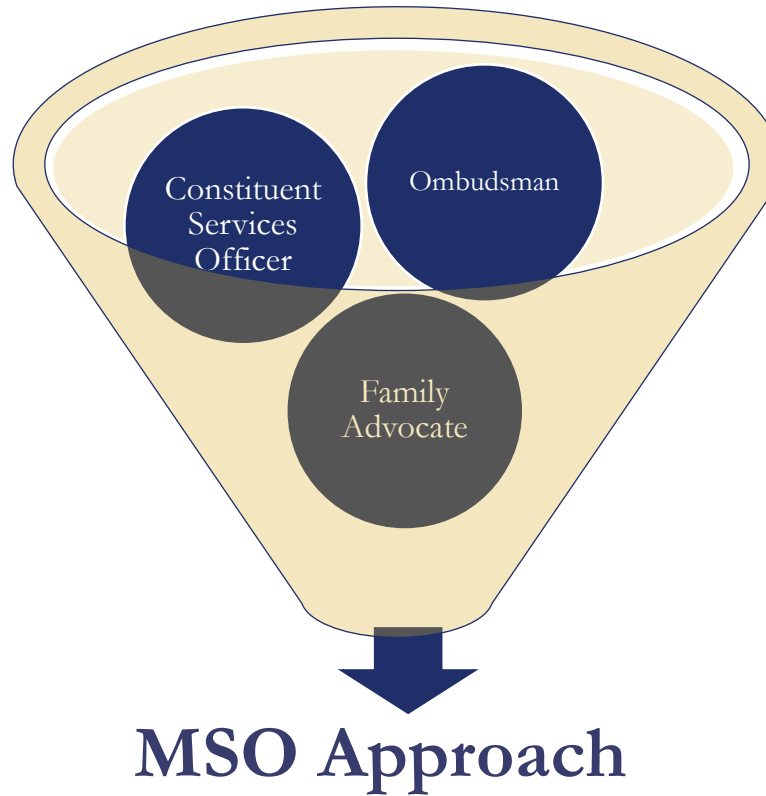 Constituent
Services
Officer
Ombudsman
Family
Advocate
MSO Approach